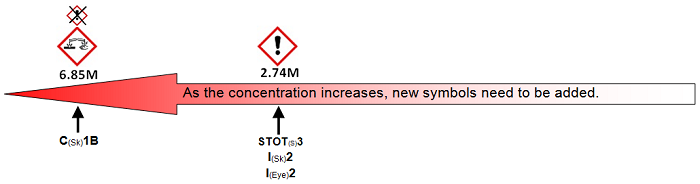 6.85M
2.74M
As the concentration increases, new symbols need to be added.
C(Sk)1B
STOT(S)3
I(Sk)2
I(Eye)2